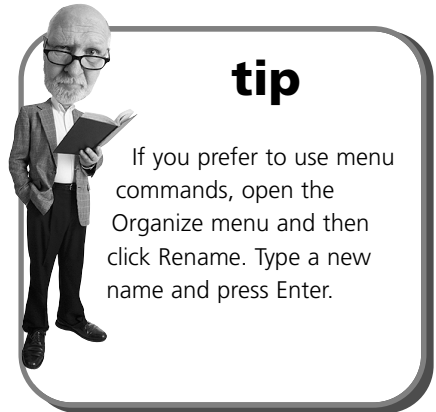 tip
If you prefer to use menu
commands, open the
Organize menu and then
click Rename. Type a new
name and press Enter.